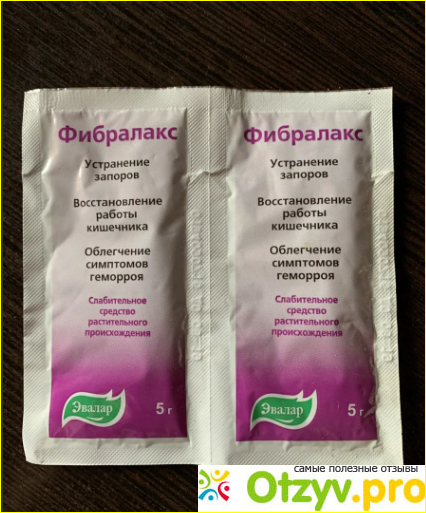 Фибралакс
Устранение
запоров
Восстановление
работы
кишечника
Облегчение
симптомов
геморроя
Слабительное
средство
растительного
происхождения
Эвалар
5 г
Фибралакс
Устранение
запоров
Восстановление
работы
кишечника
Облегчение
симптомов
геморроя
Слабительное
средство
растительного
происхождения
Эвалар
5 г
самые полезные отзывы
Otzyv.pro